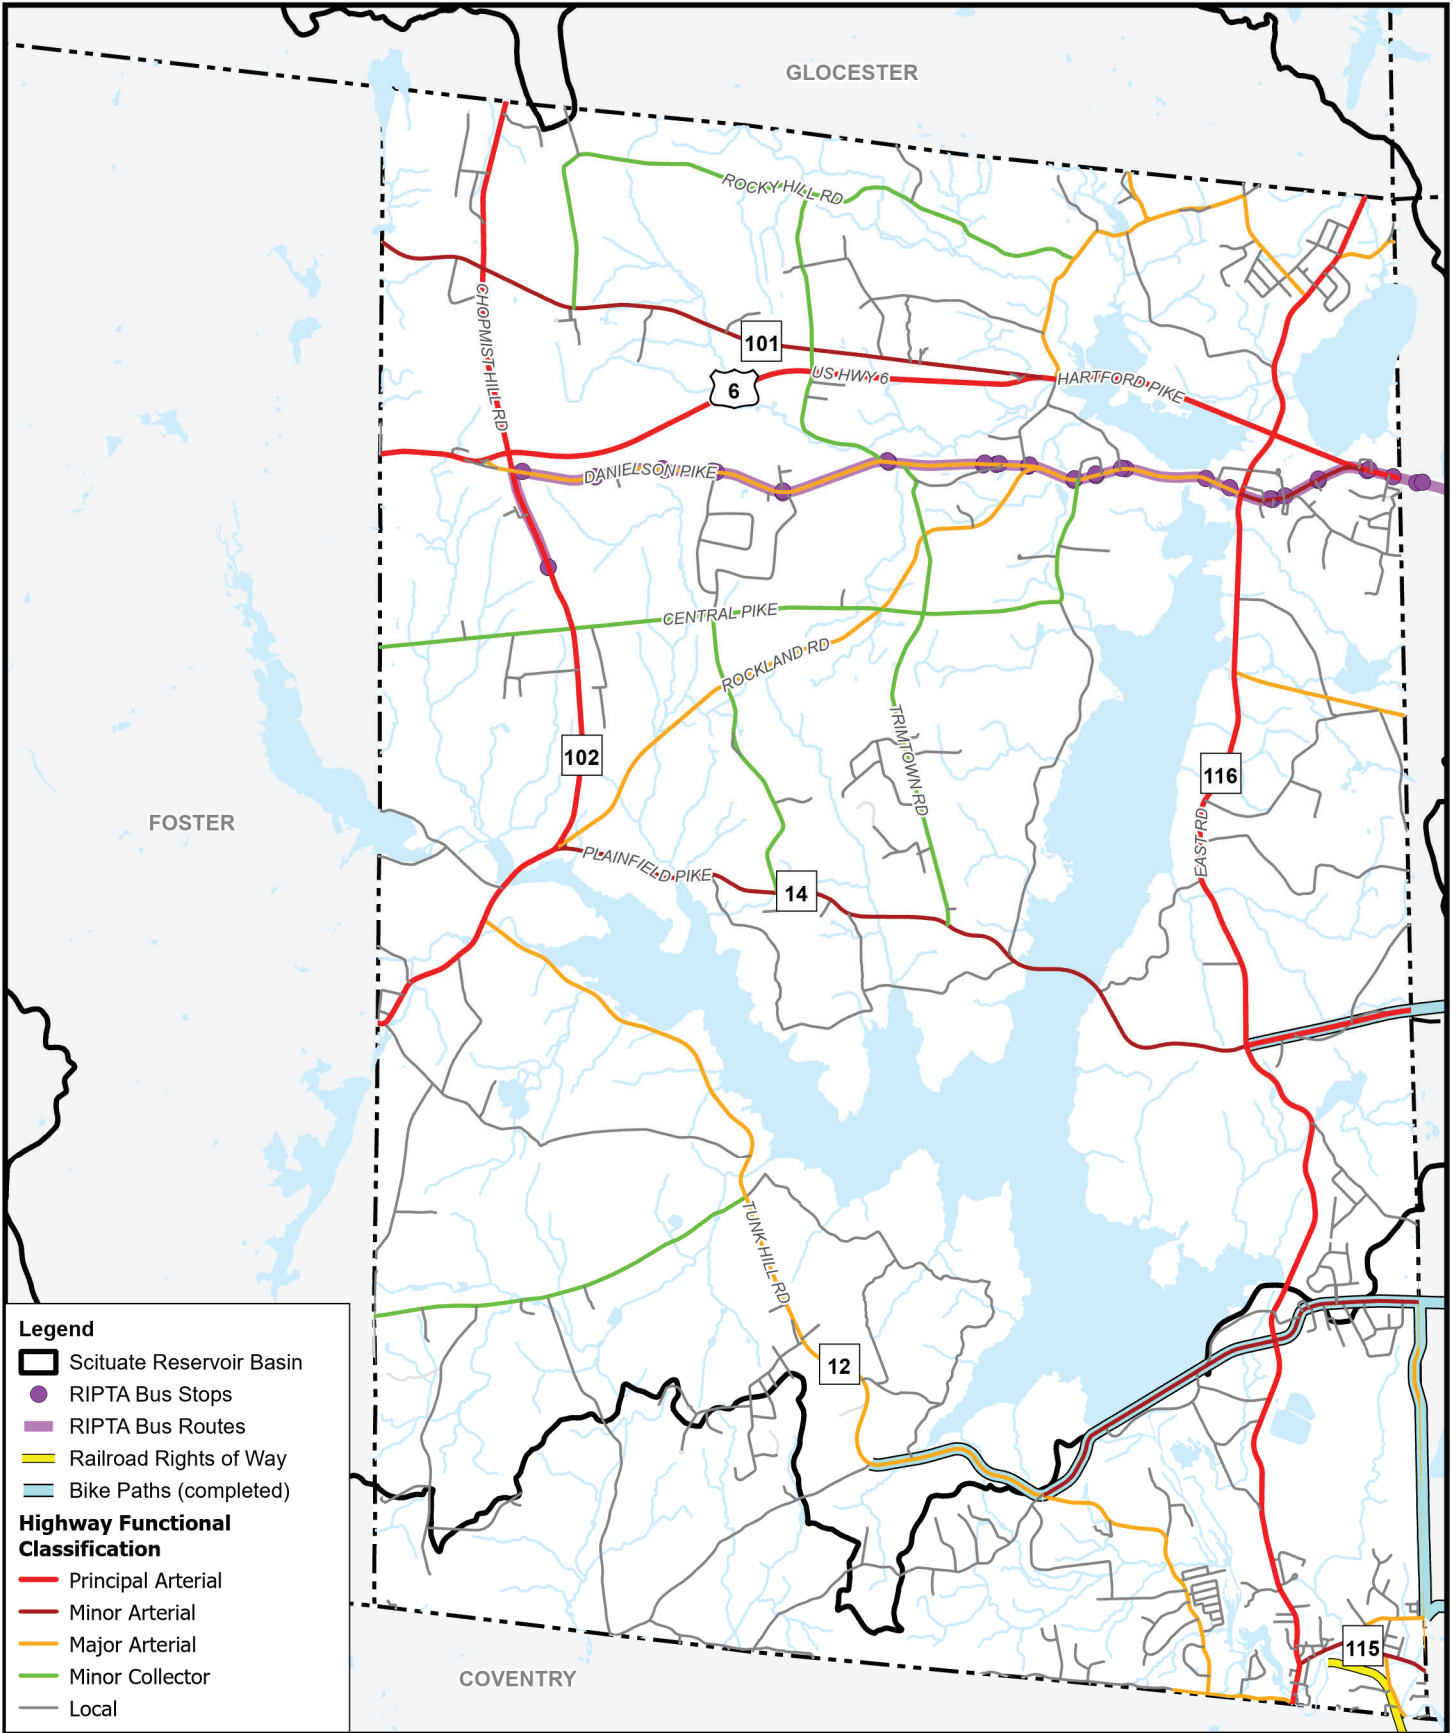 GLOCESTER
ROCKY HILL RD
CHOPMIST HILL RD
101
US HWY 6
6
HARTFORD PIKE
DANIELSON PIKE
CENTRAL PIKE
ROCKLAND RD
TRIMTOWN RD
102
116
FOSTER
EAST RD
PLAINFIELD PIKE
14
TUNK HILL RD
12
115
COVENTRY
Legend
Scituate Reservoir Basin
RIPTA Bus Stops
RIPTA Bus Routes
Railroad Rights of Way
Bike Paths (completed)
Highway Functional
Classification
Principal Arterial
Minor Arterial
Major Arterial
Minor Collector
Local